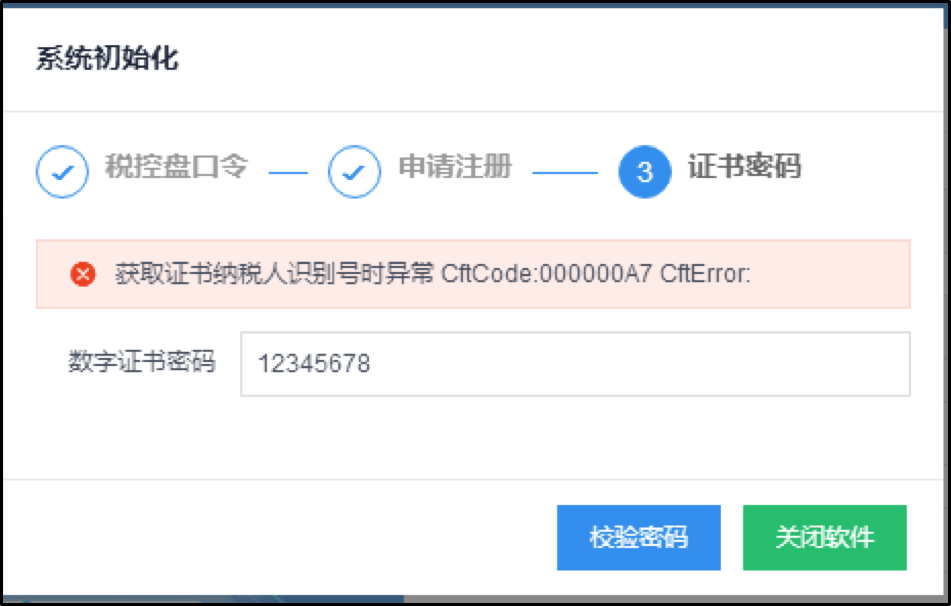 系统初始化
税控盘口令 申请注册 3 证书密码
获取证书纳税人识别号时异常 CftCode:000000A7 CftError:
数字证书密码 12345678
校验密码 关闭软件